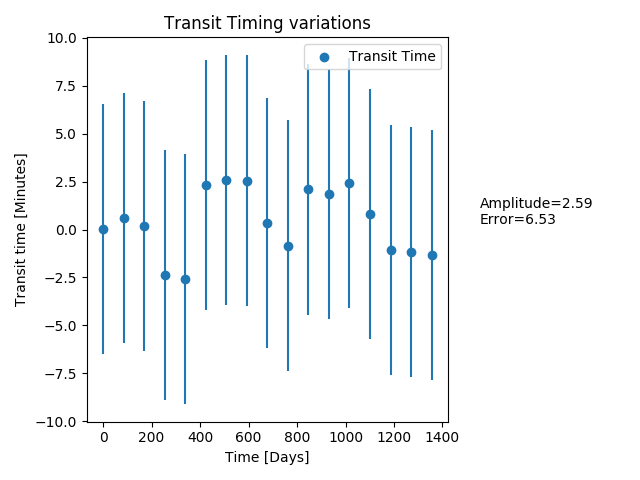 Transit Timing variations
Transit Time
Transit time [Minutes]
10.0
7.5
5.0
2.5
0.0
−2.5
−5.0
−7.5
−10.0
0 200 400 600 800 1000 1200 1400
Time [Days]
Amplitude=2.59
Error=6.53